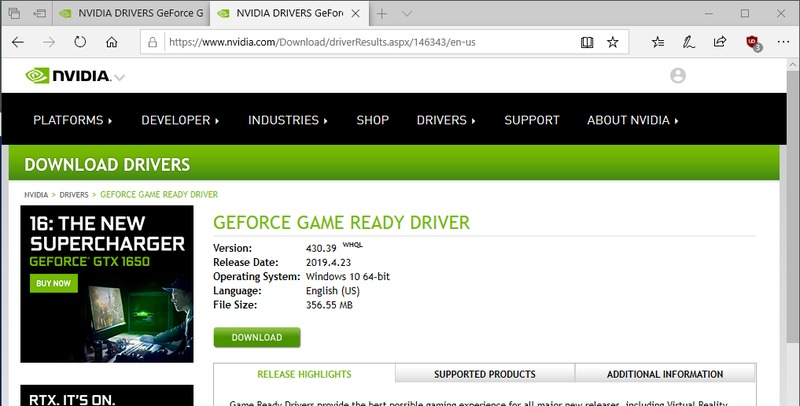 NVIDIA DRIVERS GeForce G
NVIDIA DRIVERS GeFor
https://www.nvidia.com/Download/driverResults.aspx/146343/en-us
3
NVIDIA.
PLATFORMS DEVELOPER INDUSTRIES SHOP DRIVERS SUPPORT ABOUT NVIDIA
DOWNLOAD DRIVERS
NVIDIA > DRIVERS > GEFORCE GAME READY DRIVER
16: THE NEW
SUPERCHARGER
GEFORCE® GTX 1650
BUY NOW
GEFORCE GAME READY DRIVER
Version: 430.39 WHQL
Release Date: 2019.4.23
Operating System: Windows 10 64-bit
Language: English (US)
File Size: 356.55 MB
DOWNLOAD
RELEASE HIGHLIGHTS SUPPORTED PRODUCTS ADDITIONAL INFORMATION
RTX. IT'S ON.
Game Ready Drivers provide the best possible gaming experience for all major new releases, including Virtual Reality